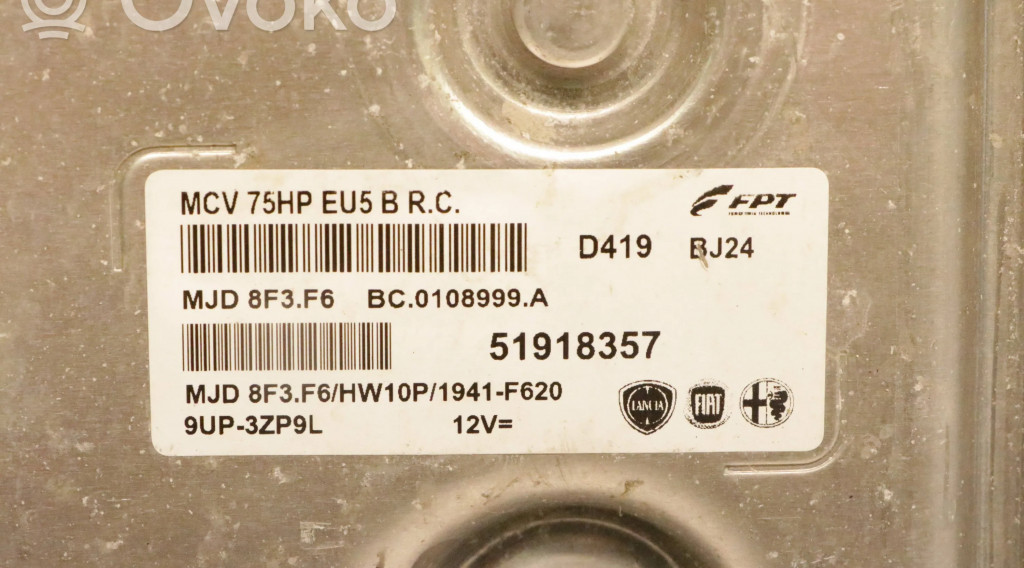 Ovoko
MCV 75HP EU5 B R.C.
FPT
D419 BJ24
MJD 8F3.F6 BC.0108999.A
51918357
MJD 8F3.F6/HW10P/1941-F620
LANCIA FIAT
9UP-3ZP9L 12V=